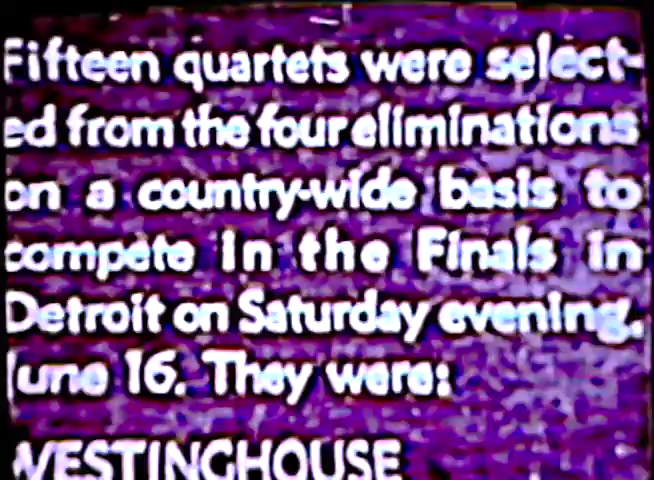 Fifteen quartets were select-
ed from the four eliminations
on a country-wide basis to
compete in the Finals in
Detroit on Saturday evening,
June 16. They were:
WESTINGHOUSE